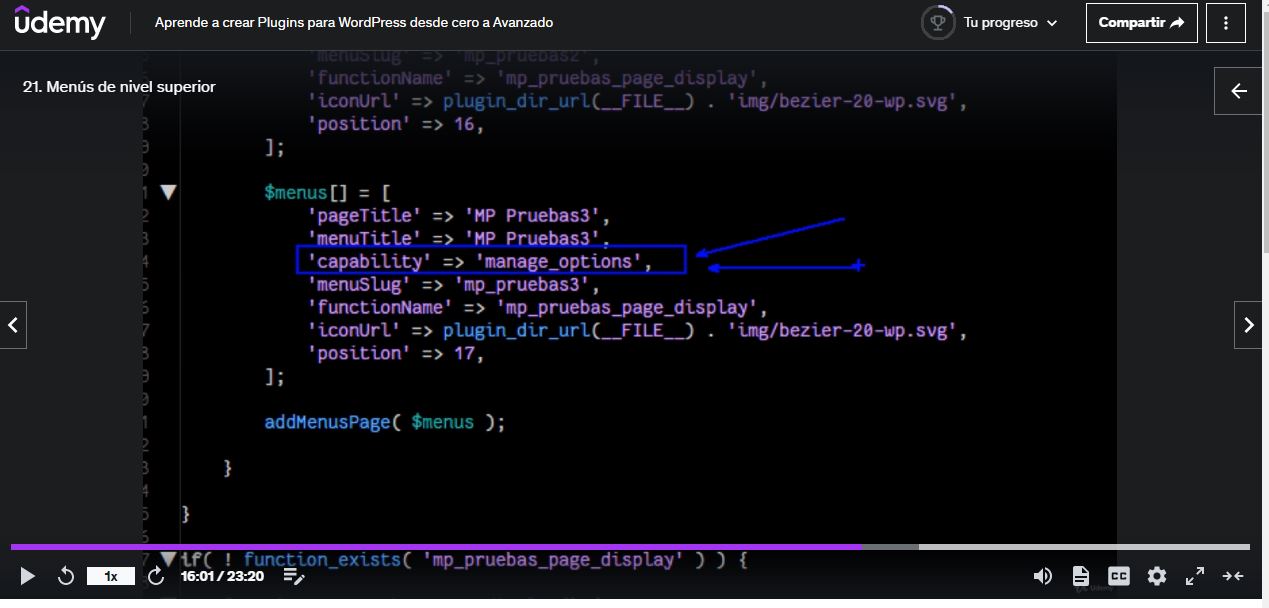 ûdemy
Aprende a crear Plugins para WordPress desde cero a Avanzado
Tu progreso
Compartir
21. Menús de nivel superior
'menuSlug' => 'mp_pruebas2',
'functionName' => 'mp_pruebas_page_display',
'iconUrl' => plugin_dir_url(__FILE__) . 'img/bezier-20-wp.svg',
'position' => 16,
];
$menus[] = [
'pageTitle' => 'MP Pruebas3',
'menuTitle' => 'MP Pruebas3',
'capability' => 'manage_options',
'menuSlug' => 'mp_pruebas3',
'functionName' => 'mp_pruebas_page_display',
'iconUrl' => plugin_dir_url(__FILE__) . 'img/bezier-20-wp.svg',
'position' => 17,
];
addMenusPage( $menus );
}
}
if( ! function_exists( 'mp_pruebas_page_display' ) ) {
1x
16:01 / 23:20
CC